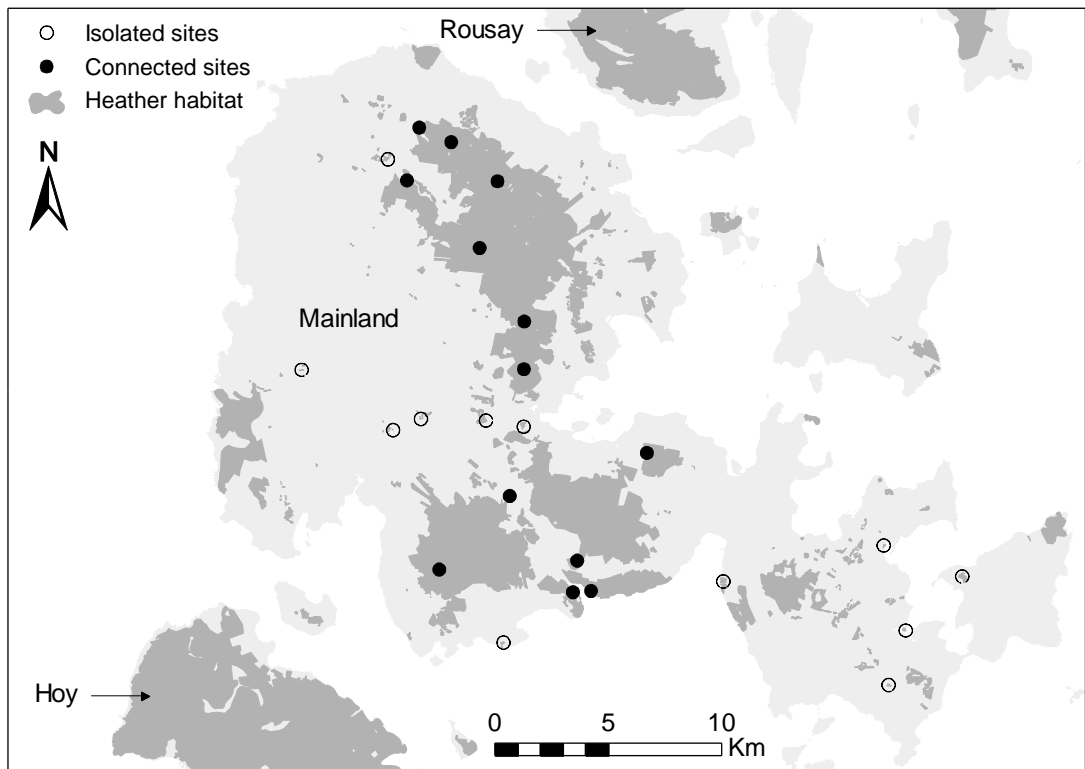 Isolated sites
Connected sites
Heather habitat
N
Rousay
Mainland
Hoy
0 5 10
Km